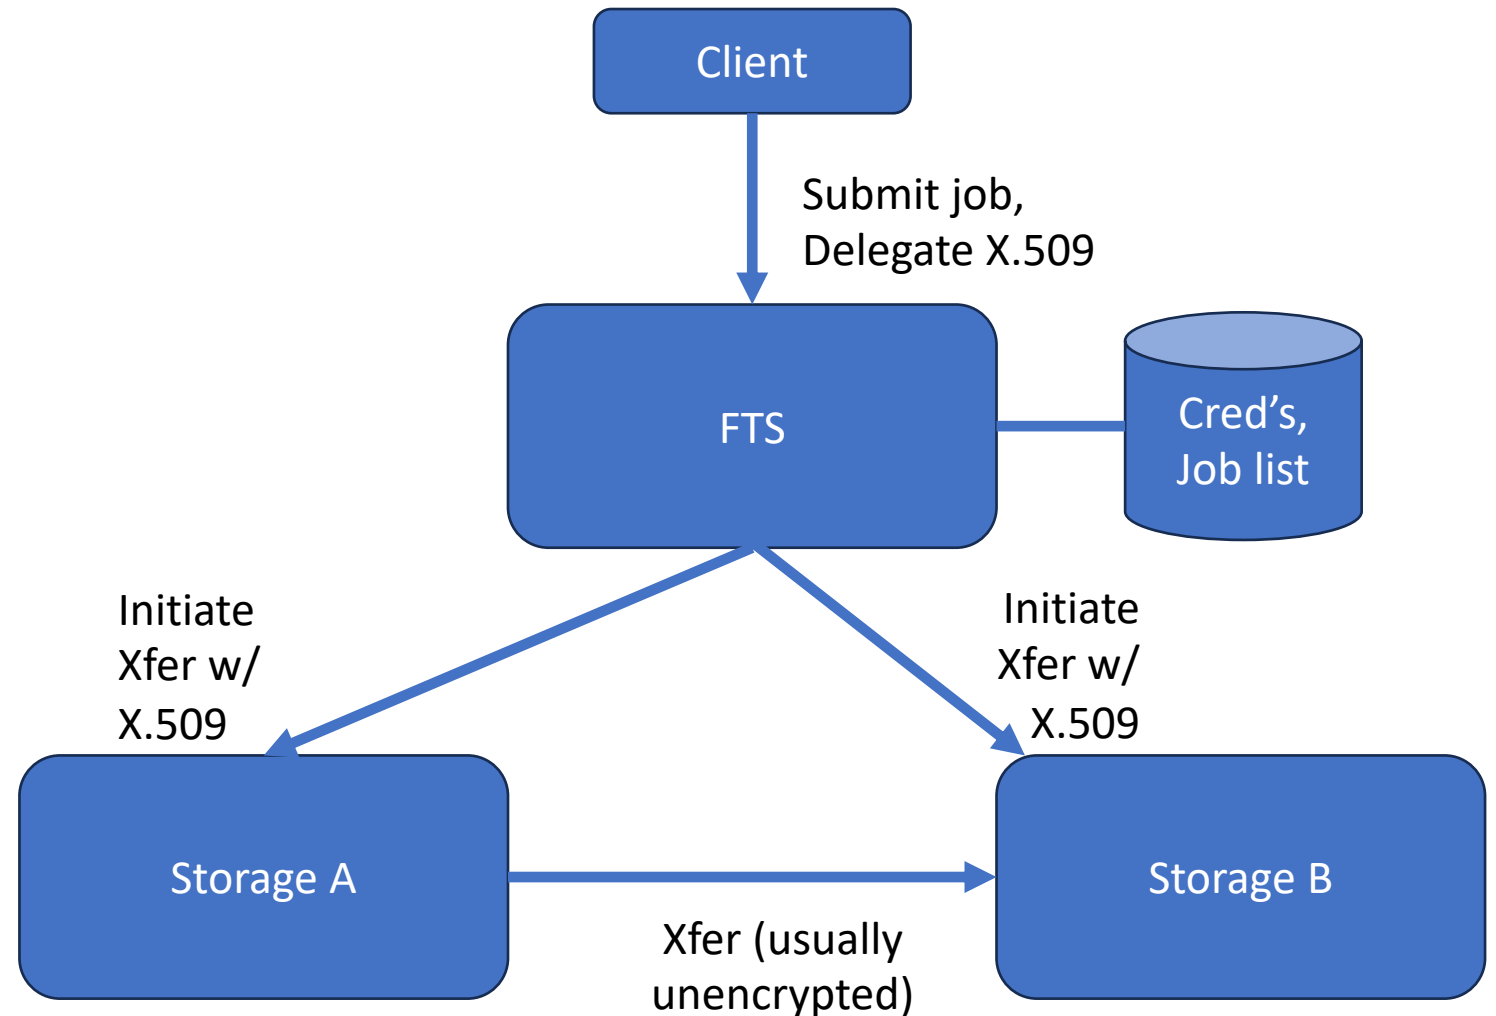 Client
Submit job,
Delegate X.509
FTS
Cred’s,
Job list
Initiate
Xfer w/
X.509
Initiate
Xfer w/
X.509
Storage A
Storage B
Xfer (usually
unencrypted)